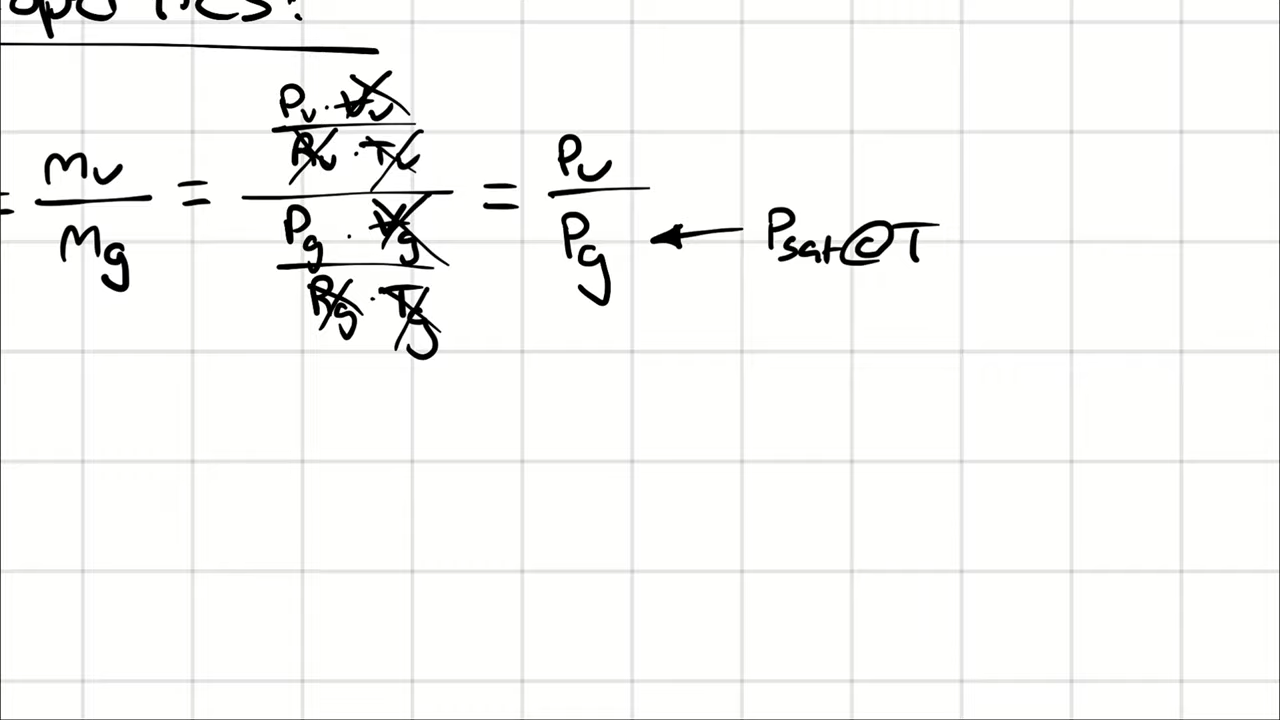 = mv/mg = (Pv · Vv / Rv · Tv) / (Pg · Vg / Rg · Tg) = Pv/Pg ← Psat@T